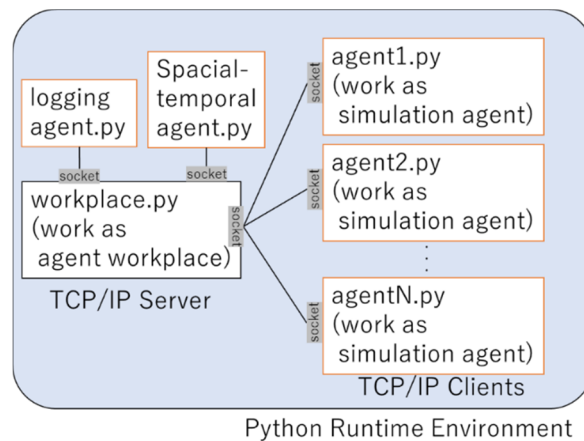 logging
agent.py
Spacial-
temporal
agent.py
socket
socket
workplace.py
(work as
agent workplace)
socket
TCP/IP Server
socket
agent1.py
(work as
simulation agent)
socket
agent2.py
(work as
simulation agent)
.....
socket
agentN.py
(work as
simulation agent)
TCP/IP Clients
Python Runtime Environment